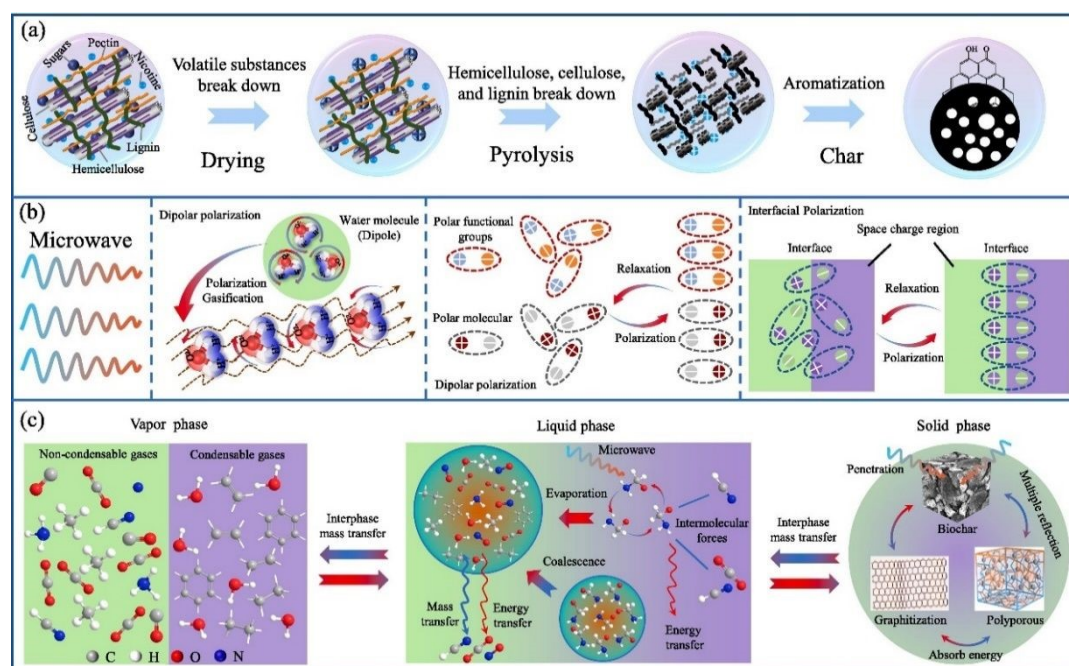 (a)
Sugars
Pectin
Nicotine
Cellulose
Lignin
Hemicellulose
Volatile substances
break down
Drying
Hemicellulose, cellulose,
and lignin break down
Pyrolysis
Aromatization
Char
OH
O
(b)
Microwave
Dipolar polarization
Water molecule
(Dipole)
Polarization
Gasification
Polar functional
groups
Relaxation
Polar molecular
Polarization
Dipolar polarization
Interfacial Polarization
Space charge region
Interface
Interface
Relaxation
Polarization
(c)
Vapor phase
Non-condensable gases
Condensable gases
C
H
O
N
Interphase
mass transfer
Liquid phase
Microwave
Evaporation
Intermolecular
forces
Coalescence
Mass
transfer
Energy
transfer
Energy
transfer
Interphase
mass transfer
Solid phase
Penetration
Multiple reflection
Biochar
Graphitization
Polyporous
Absorb energy